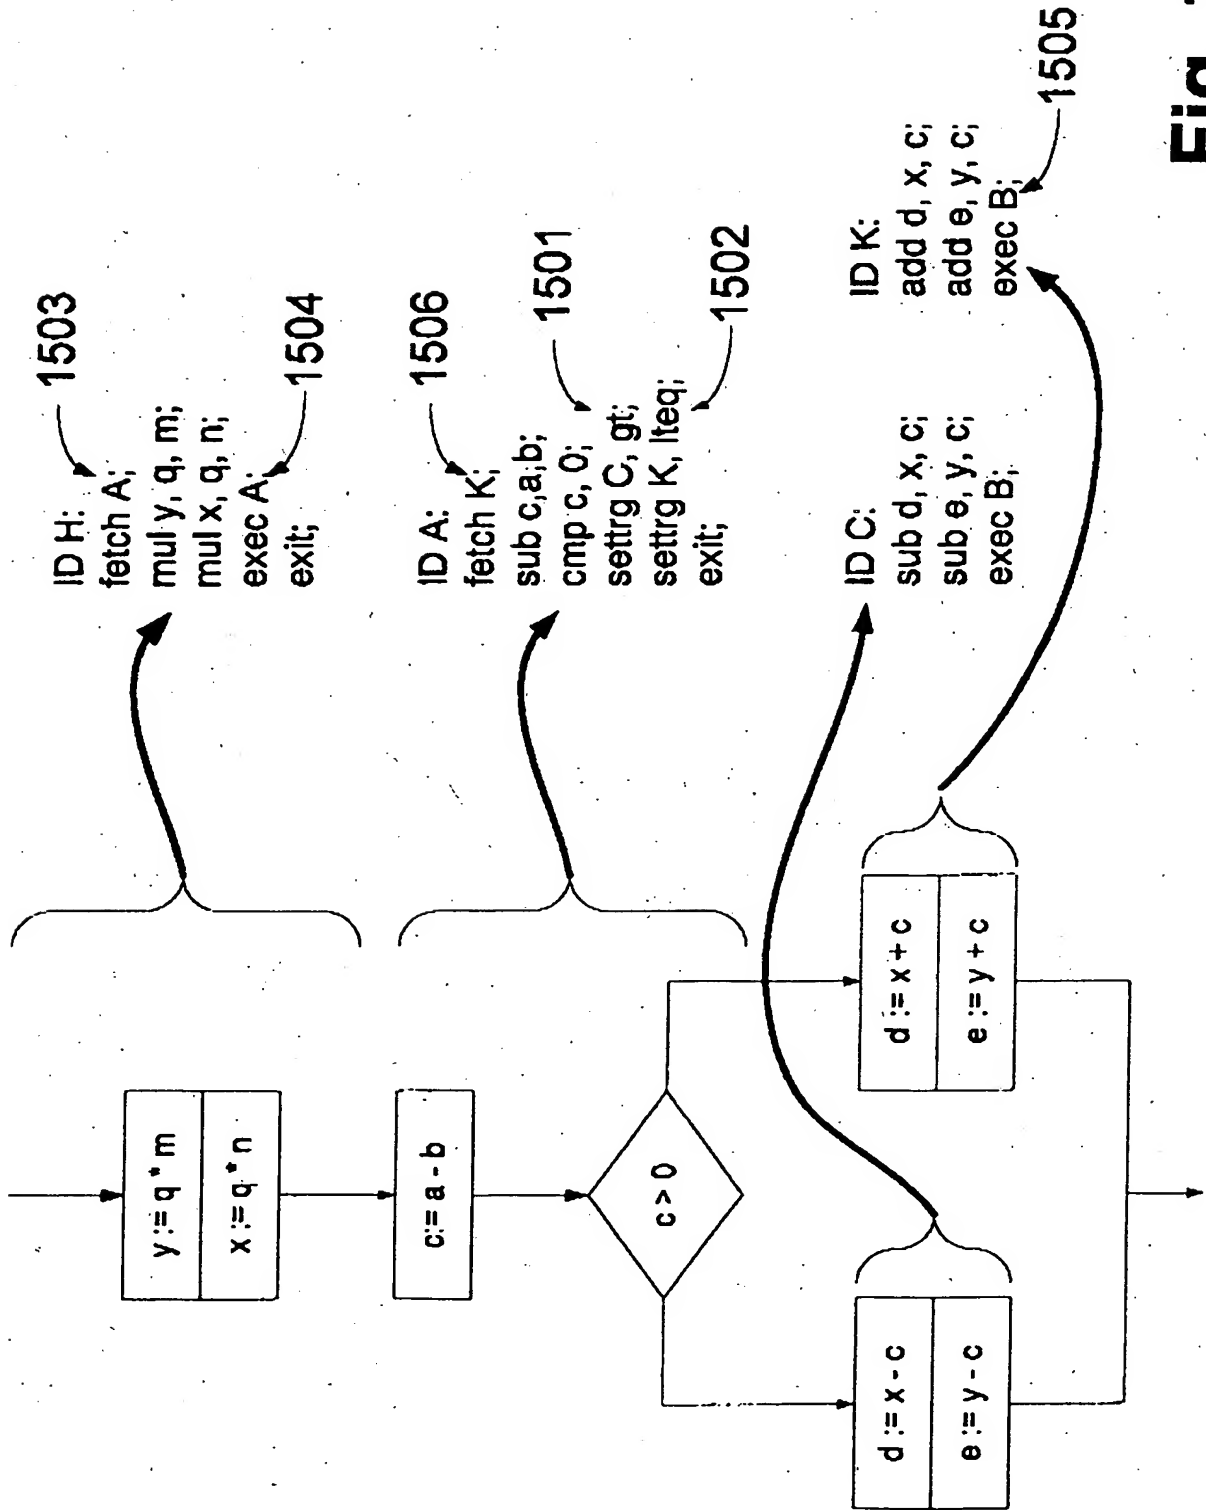 y := q * m
x := q * n
c := a - b
c > 0
d := x - c
e := y - c
d := x + c
e := y + c
ID H:
fetch A;
mul y, q, m;
mul x, q, n;
exec A;
exit;
1503
1504
ID A:
fetch K;
sub c,a,b;
cmp c, 0;
settrg C, gt;
settrg K, lteq;
exit;
1506
1501
1502
ID C:
sub d, x, c;
sub e, y, c;
exec B;
ID K:
add d, x, c;
add e, y, c;
exec B;
1505
Fig.